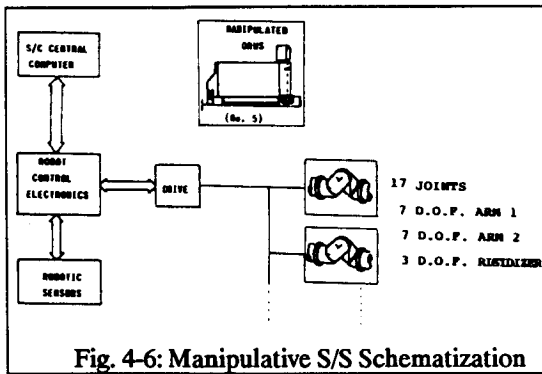 S/C CENTRAL
COMPUTER
MANIPULATED
ORUS
(No. 5)
ROBOT
CONTROL
ELECTRONICS
DRIVE
ROBOTIC
SENSORS
17 JOINTS
7 D.O.F. ARM 1
7 D.O.F. ARM 2
3 D.O.F. RIGIDIZER
Fig. 4-6: Manipulative S/S Schematization